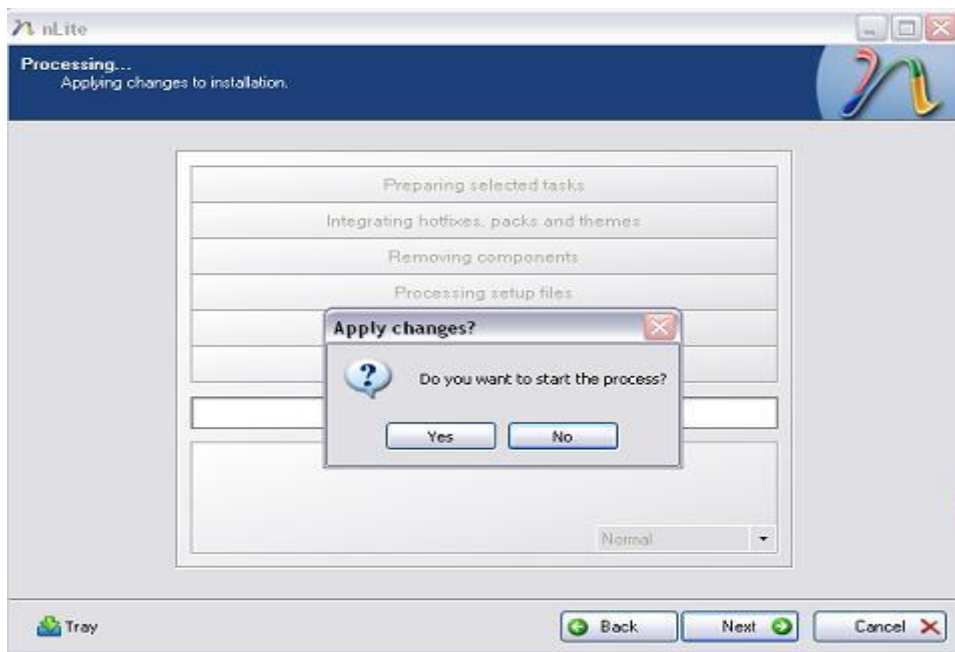 nLite
Processing...
Applying changes to installation.
Preparing selected tasks
Integrating hotfixes, packs and themes
Removing components
Processing setup files
Apply changes?
Do you want to start the process?
Yes
No
Normal
Tray
Back
Next
Cancel